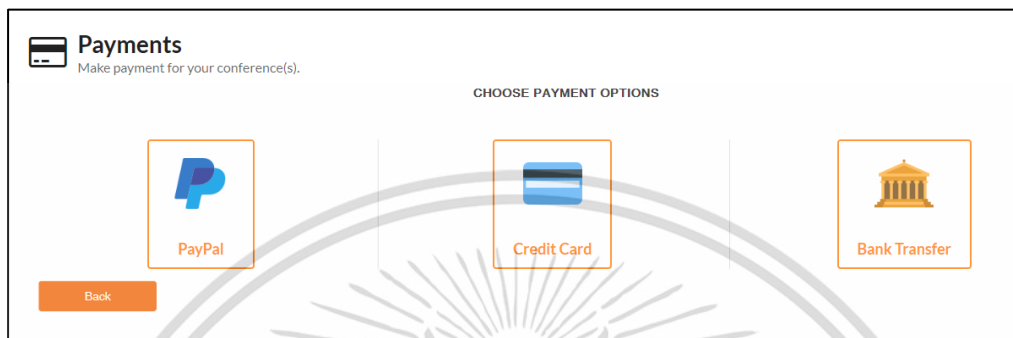 Payments
Make payment for your conference(s).
CHOOSE PAYMENT OPTIONS
PayPal
Credit Card
Bank Transfer
Back